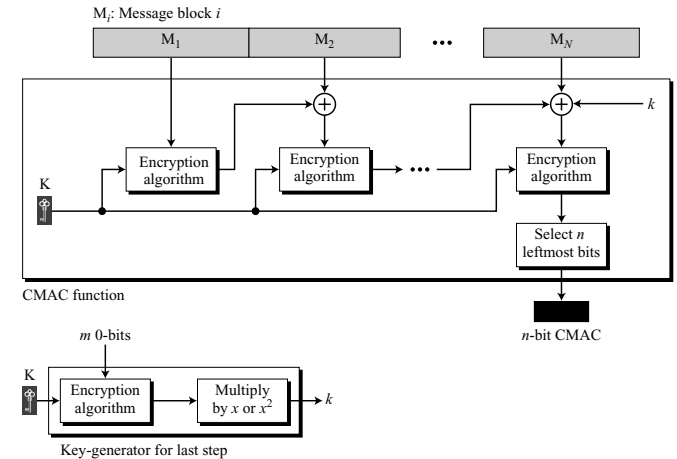 Mᵢ: Message block i
M₁ M₂ ••• M_N
k
Encryption
algorithm
Encryption
algorithm
•••
Encryption
algorithm
K
Select n
leftmost bits
CMAC function
n-bit CMAC
m 0-bits
K
Encryption
algorithm
Multiply
by x or x²
k
Key-generator for last step